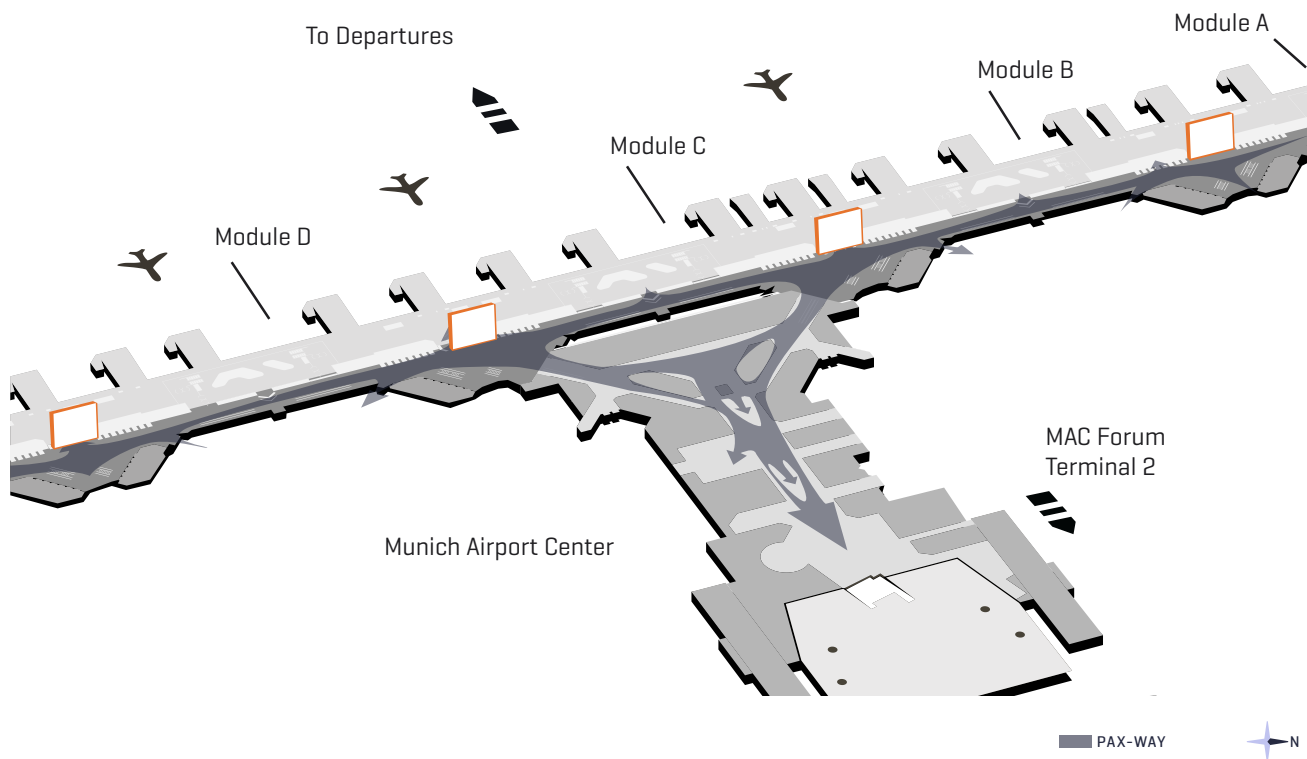 To Departures
Module A
Module B
Module C
Module D
MAC Forum
Terminal 2
Munich Airport Center
PAX-WAY
N